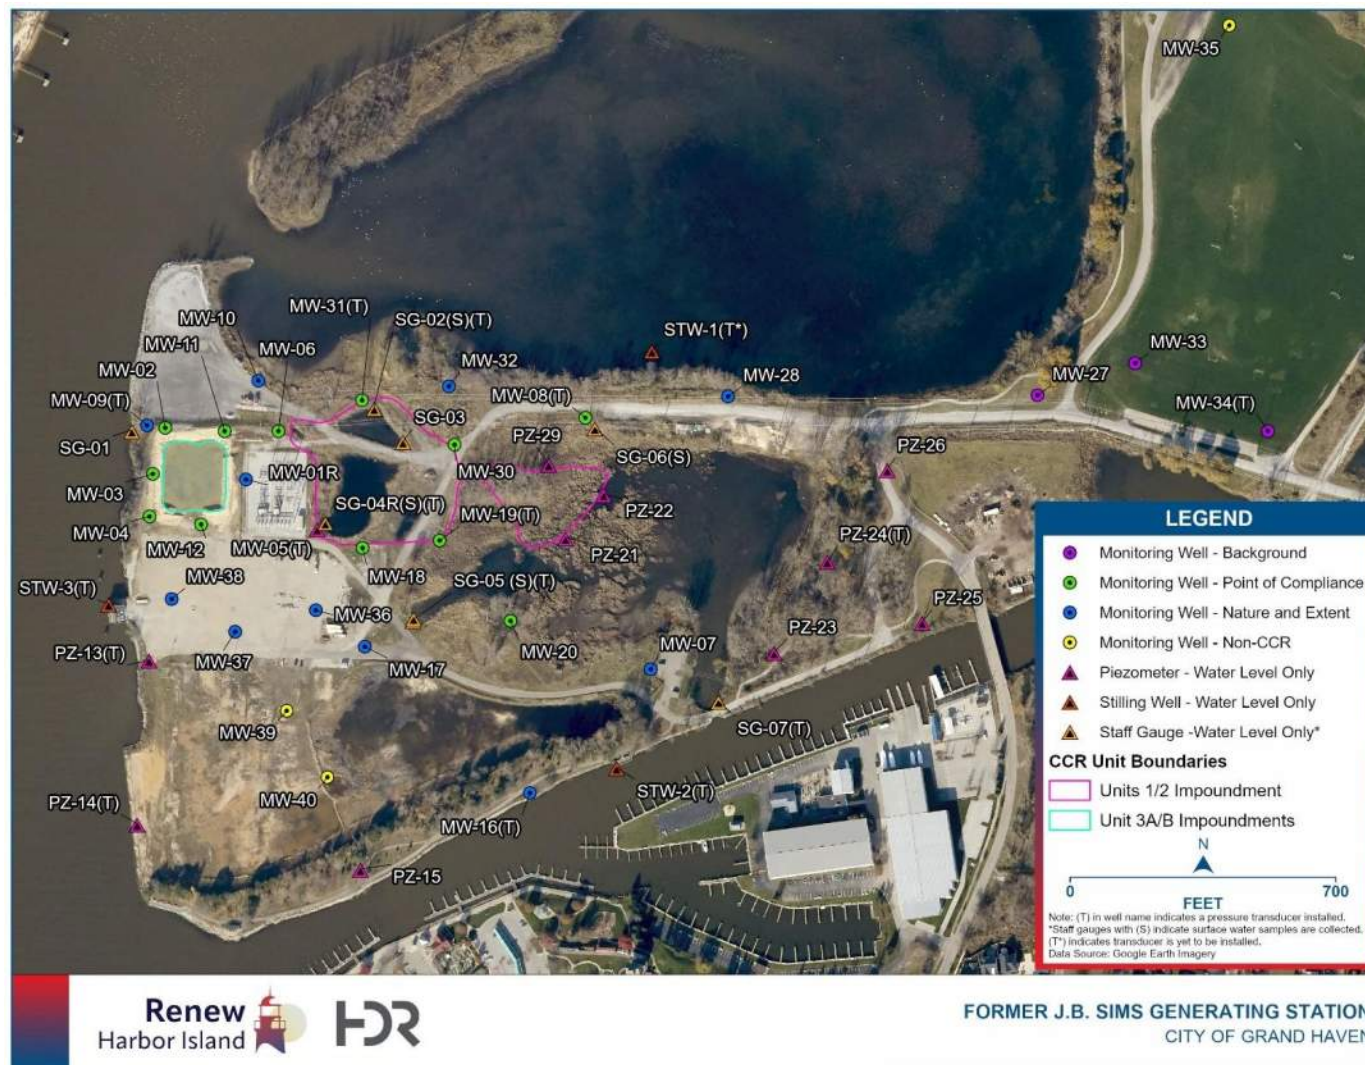 MW-35
MW-31(T)
SG-02(S)(T)
MW-10
MW-06
MW-11
MW-02
MW-09(T)
SG-01
MW-32
STW-1(T*)
MW-28
MW-33
MW-27
MW-34(T)
MW-08(T)
SG-03
PZ-29
SG-06(S)
PZ-26
MW-03
MW-01R
MW-30
SG-04R(S)(T)
MW-19(T)
PZ-22
MW-04
MW-12
MW-05(T)
PZ-21
PZ-24(T)
MW-18
SG-05 (S)(T)
STW-3(T)
MW-38
MW-36
PZ-25
PZ-23
MW-07
MW-20
MW-17
MW-37
PZ-13(T)
MW-39
SG-07(T)
MW-40
STW-2(T)
PZ-14(T)
MW-16(T)
PZ-15
LEGEND
Monitoring Well - Background
Monitoring Well - Point of Compliance
Monitoring Well - Nature and Extent
Monitoring Well - Non-CCR
Piezometer - Water Level Only
Stilling Well - Water Level Only
Staff Gauge -Water Level Only*
CCR Unit Boundaries
Units 1/2 Impoundment
Unit 3A/B Impoundments
N
0 700
FEET
Note: (T) in well name indicates a pressure transducer installed.
*Staff gauges with (S) indicate surface water samples are collected.
(T*) indicates transducer is yet to be installed.
Data Source: Google Earth Imagery
Renew
Harbor Island
HDR
FORMER J.B. SIMS GENERATING STATION
CITY OF GRAND HAVEN